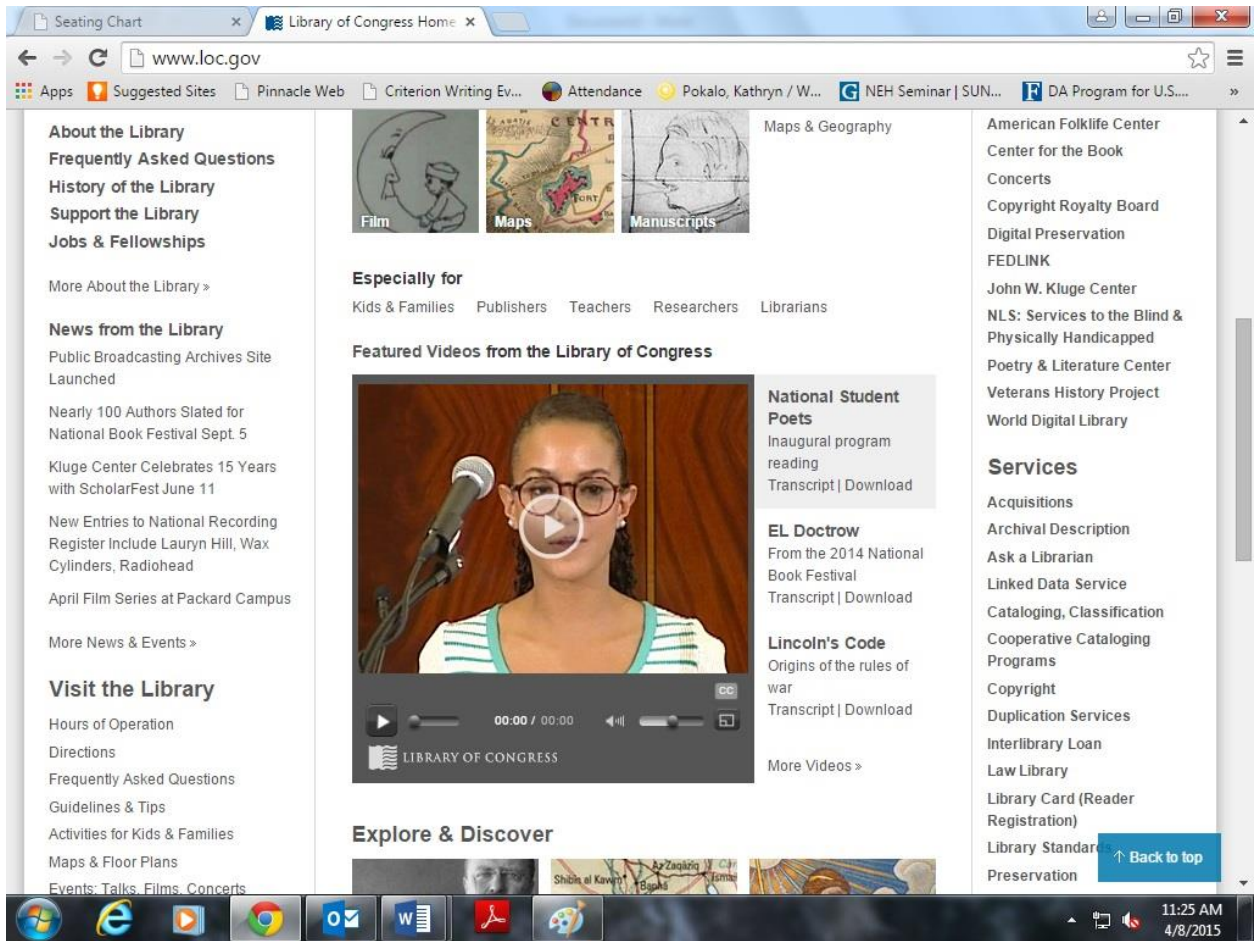 Seating Chart
Library of Congress Home
www.loc.gov
Apps
Suggested Sites
Pinnacle Web
Criterion Writing Ev...
Attendance
Pokalo, Kathryn / W...
NEH Seminar | SUN...
DA Program for U.S....
»
About the Library
Frequently Asked Questions
History of the Library
Support the Library
Jobs & Fellowships
More About the Library »
News from the Library
Public Broadcasting Archives Site
Launched
Nearly 100 Authors Slated for
National Book Festival Sept. 5
Kluge Center Celebrates 15 Years
with ScholarFest June 11
New Entries to National Recording
Register Include Lauryn Hill, Wax
Cylinders, Radiohead
April Film Series at Packard Campus
More News & Events »
Visit the Library
Hours of Operation
Directions
Frequently Asked Questions
Guidelines & Tips
Activities for Kids & Families
Maps & Floor Plans
Events: Talks, Films, Concerts
Film
Maps
Manuscripts
Maps & Geography
Especially for
Kids & Families
Publishers
Teachers
Researchers
Librarians
Featured Videos from the Library of Congress
CC
00:00 / 00:00
LIBRARY OF CONGRESS
National Student
Poets
Inaugural program
reading
Transcript | Download
EL Doctrow
From the 2014 National
Book Festival
Transcript | Download
Lincoln's Code
Origins of the rules of
war
Transcript | Download
More Videos »
Explore & Discover
Shibin el Kawm
Banhā
Az Zaqāzīq
American Folklife Center
Center for the Book
Concerts
Copyright Royalty Board
Digital Preservation
FEDLINK
John W. Kluge Center
NLS: Services to the Blind &
Physically Handicapped
Poetry & Literature Center
Veterans History Project
World Digital Library
Services
Acquisitions
Archival Description
Ask a Librarian
Linked Data Service
Cataloging, Classification
Cooperative Cataloging
Programs
Copyright
Duplication Services
Interlibrary Loan
Law Library
Library Card (Reader
Registration)
Library Standards
Preservation
↑ Back to top
11:25 AM
4/8/2015